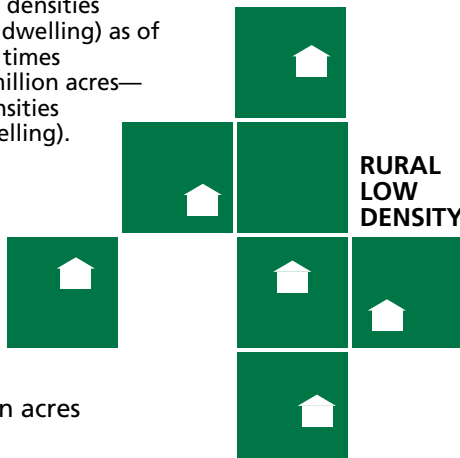 densities
dwelling) as of
times
million acres—
nsities
elling).
RURAL
LOW
DENSITY
n acres